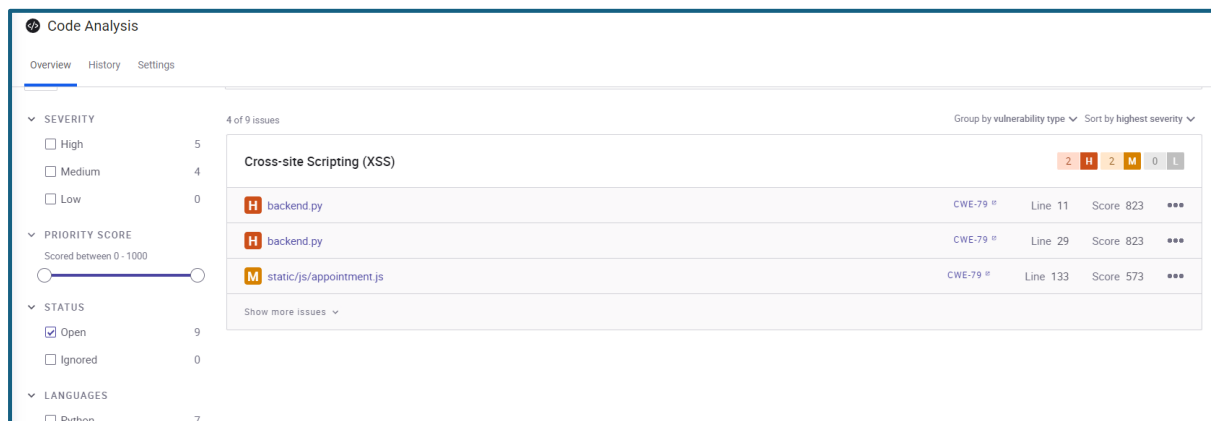 Code Analysis
Overview History Settings
SEVERITY
High 5
Medium 4
Low 0
PRIORITY SCORE
Scored between 0 - 1000
STATUS
Open 9
Ignored 0
LANGUAGES
Python 7
4 of 9 issues
Group by vulnerability type Sort by highest severity
Cross-site Scripting (XSS) 2 H 2 M 0 L
H backend.py CWE-79 Line 11 Score 823
H backend.py CWE-79 Line 29 Score 823
M static/js/appointment.js CWE-79 Line 133 Score 573
Show more issues